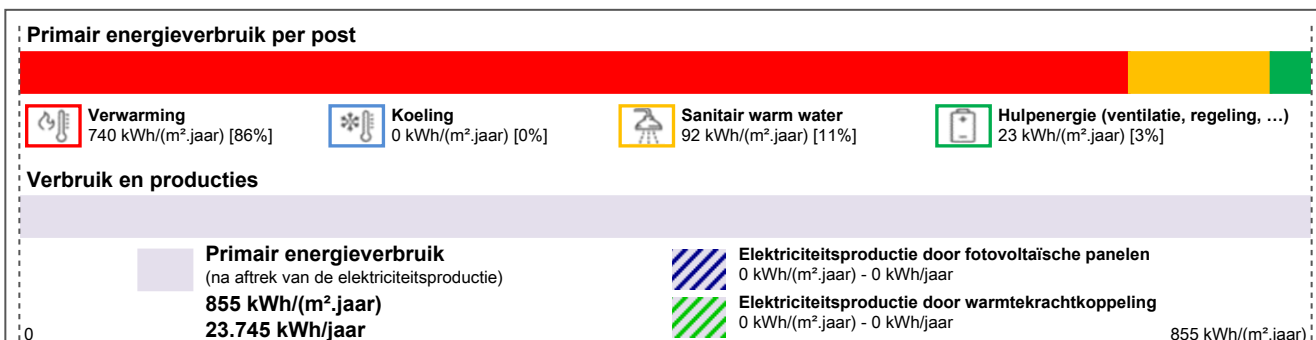 Primair energieverbruik per post
Verwarming
740 kWh/(m².jaar) [86%]
Koeling
0 kWh/(m².jaar) [0%]
Sanitair warm water
92 kWh/(m².jaar) [11%]
Hulpenergie (ventilatie, regeling, …)
23 kWh/(m².jaar) [3%]
Verbruik en producties
Primair energieverbruik
(na aftrek van de elektriciteitsproductie)
855 kWh/(m².jaar)
23.745 kWh/jaar
Elektriciteitsproductie door fotovoltaïsche panelen
0 kWh/(m².jaar) - 0 kWh/jaar
Elektriciteitsproductie door warmtekrachtkoppeling
0 kWh/(m².jaar) - 0 kWh/jaar
0
855 kWh/(m².jaar)